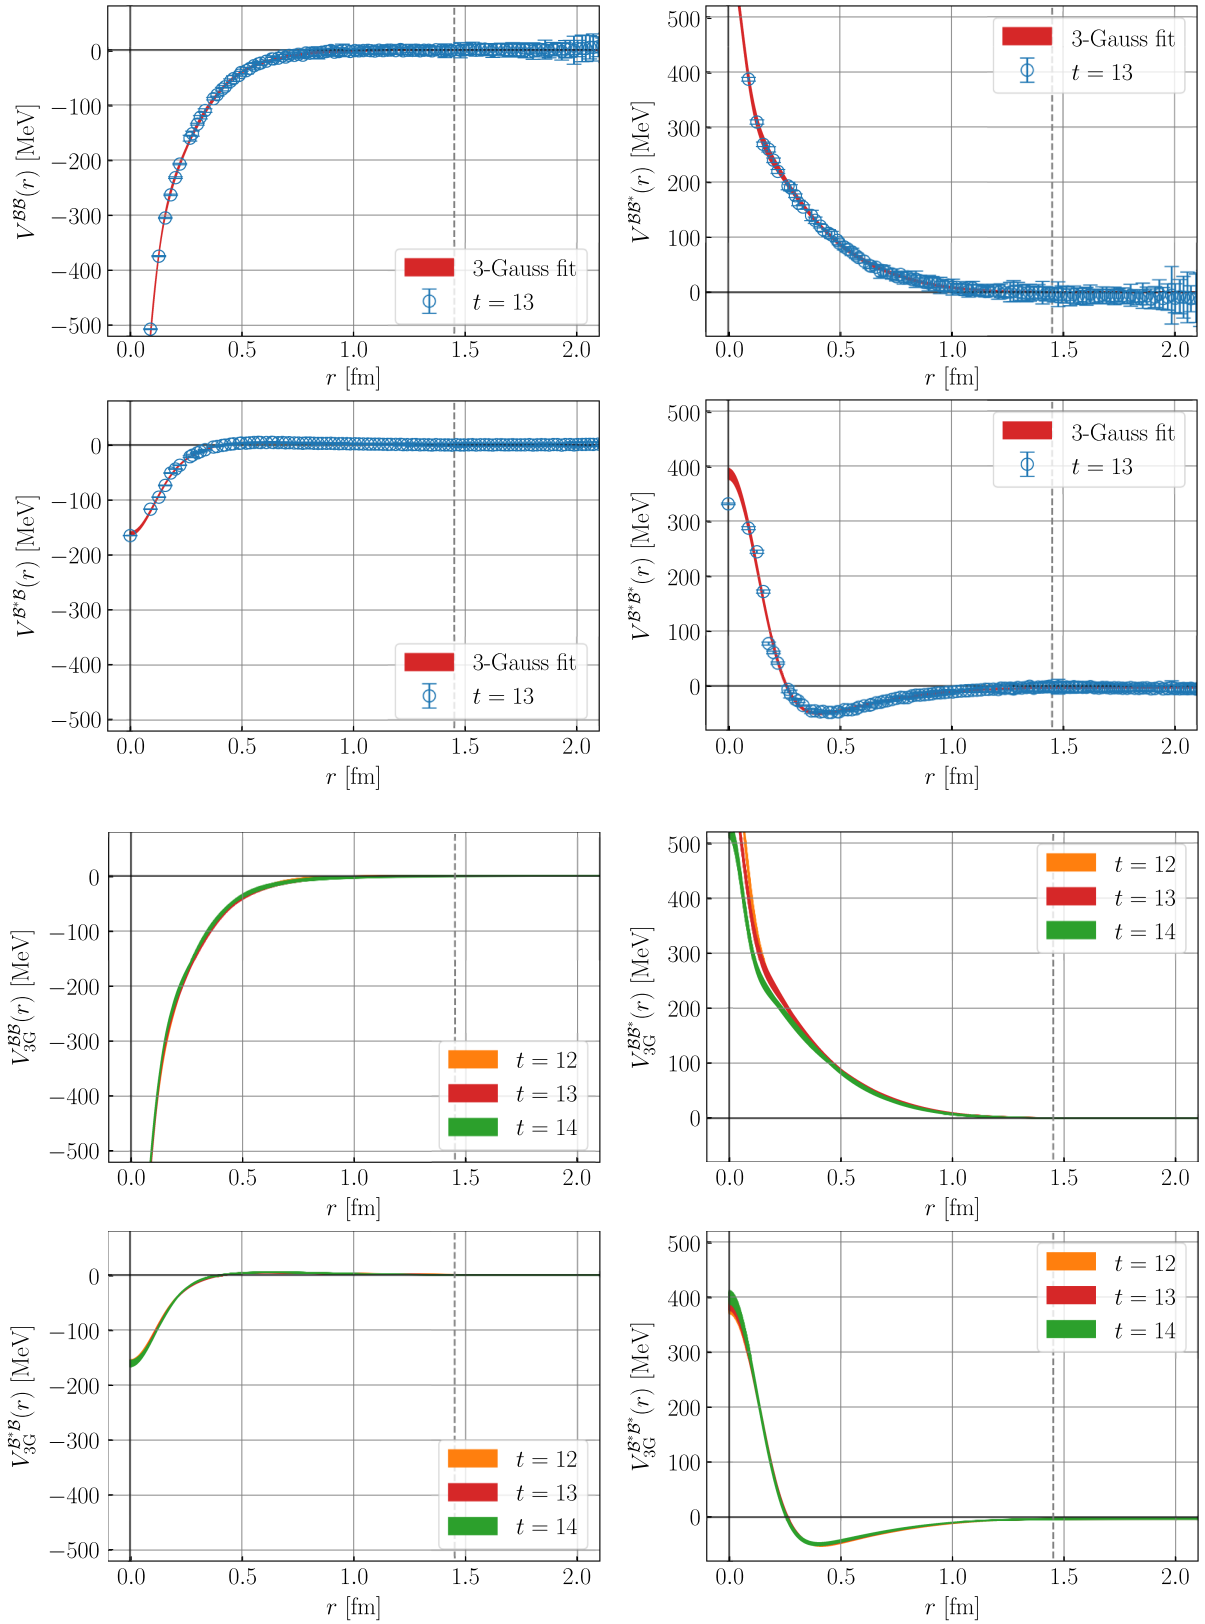 0
−100
−200
−300
−400
−500
V^{BB}(r) [MeV]
3-Gauss fit
t = 13
0.0 0.5 1.0 1.5 2.0
r [fm]
500
400
300
200
100
0
V^{BB*}(r) [MeV]
3-Gauss fit
t = 13
0.0 0.5 1.0 1.5 2.0
r [fm]
0
−100
−200
−300
−400
−500
V^{B*B}(r) [MeV]
3-Gauss fit
t = 13
0.0 0.5 1.0 1.5 2.0
r [fm]
500
400
300
200
100
0
V^{B*B*}(r) [MeV]
3-Gauss fit
t = 13
0.0 0.5 1.0 1.5 2.0
r [fm]
0
−100
−200
−300
−400
−500
V_{3G}^{BB}(r) [MeV]
t = 12
t = 13
t = 14
0.0 0.5 1.0 1.5 2.0
r [fm]
500
400
300
200
100
0
V_{3G}^{BB*}(r) [MeV]
t = 12
t = 13
t = 14
0.0 0.5 1.0 1.5 2.0
r [fm]
0
−100
−200
−300
−400
−500
V_{3G}^{B*B}(r) [MeV]
t = 12
t = 13
t = 14
0.0 0.5 1.0 1.5 2.0
r [fm]
500
400
300
200
100
0
V_{3G}^{B*B*}(r) [MeV]
t = 12
t = 13
t = 14
0.0 0.5 1.0 1.5 2.0
r [fm]